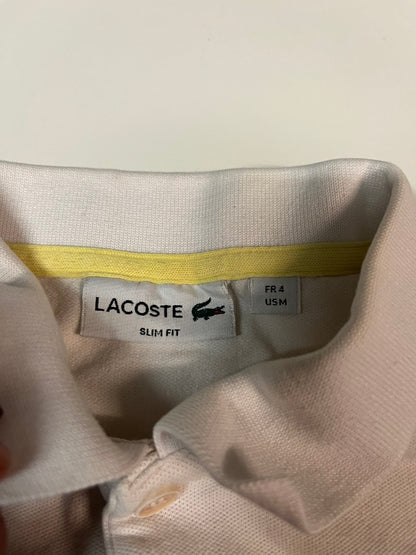 LACOSTE
SLIM FIT
FR 4
US M